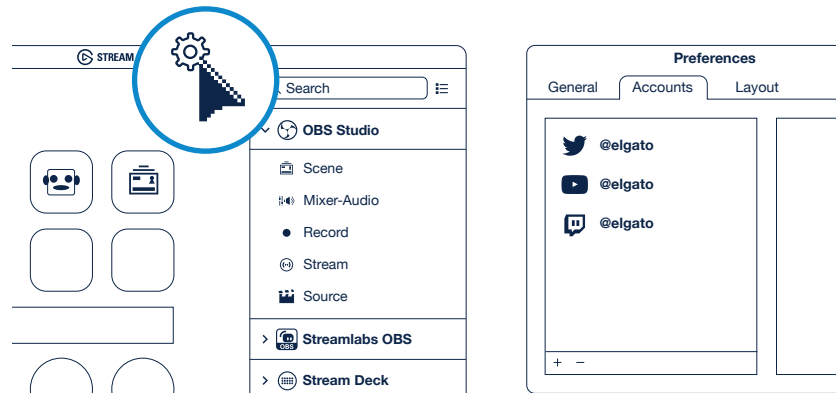 STREAM
Search
OBS Studio
Scene
Mixer-Audio
Record
Stream
Source
OBS
Streamlabs OBS
Stream Deck
Preferences
General Accounts Layout
@elgato
@elgato
@elgato
+ −